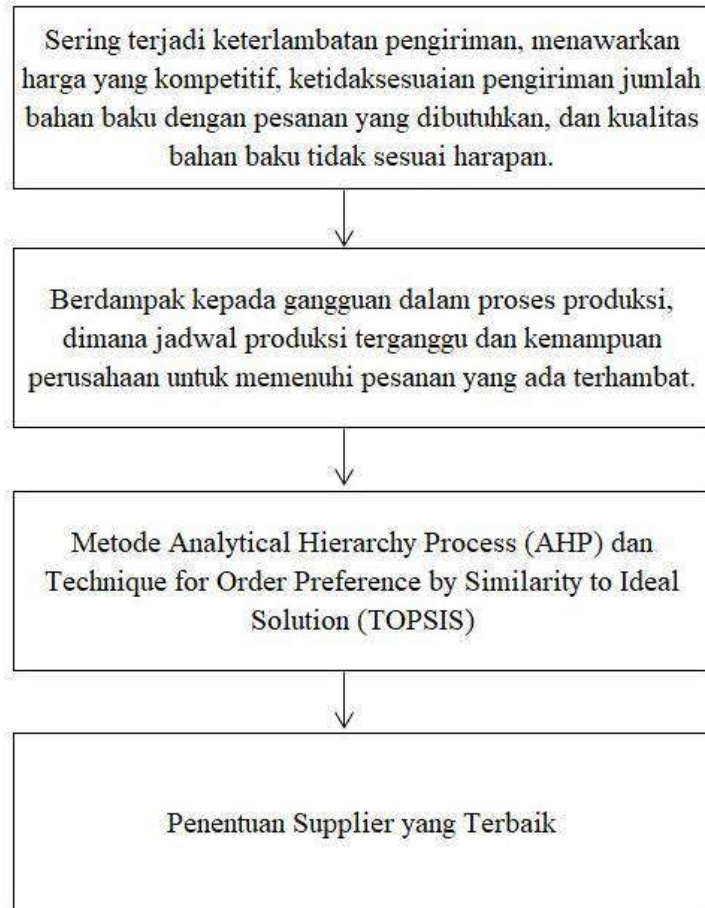 Sering terjadi keterlambatan pengiriman, menawarkan
harga yang kompetitif, ketidaksesuaian pengiriman jumlah
bahan baku dengan pesanan yang dibutuhkan, dan kualitas
bahan baku tidak sesuai harapan.
Berdampak kepada gangguan dalam proses produksi,
dimana jadwal produksi terganggu dan kemampuan
perusahaan untuk memenuhi pesanan yang ada terhambat.
Metode Analytical Hierarchy Process (AHP) dan
Technique for Order Preference by Similarity to Ideal
Solution (TOPSIS)
Penentuan Supplier yang Terbaik